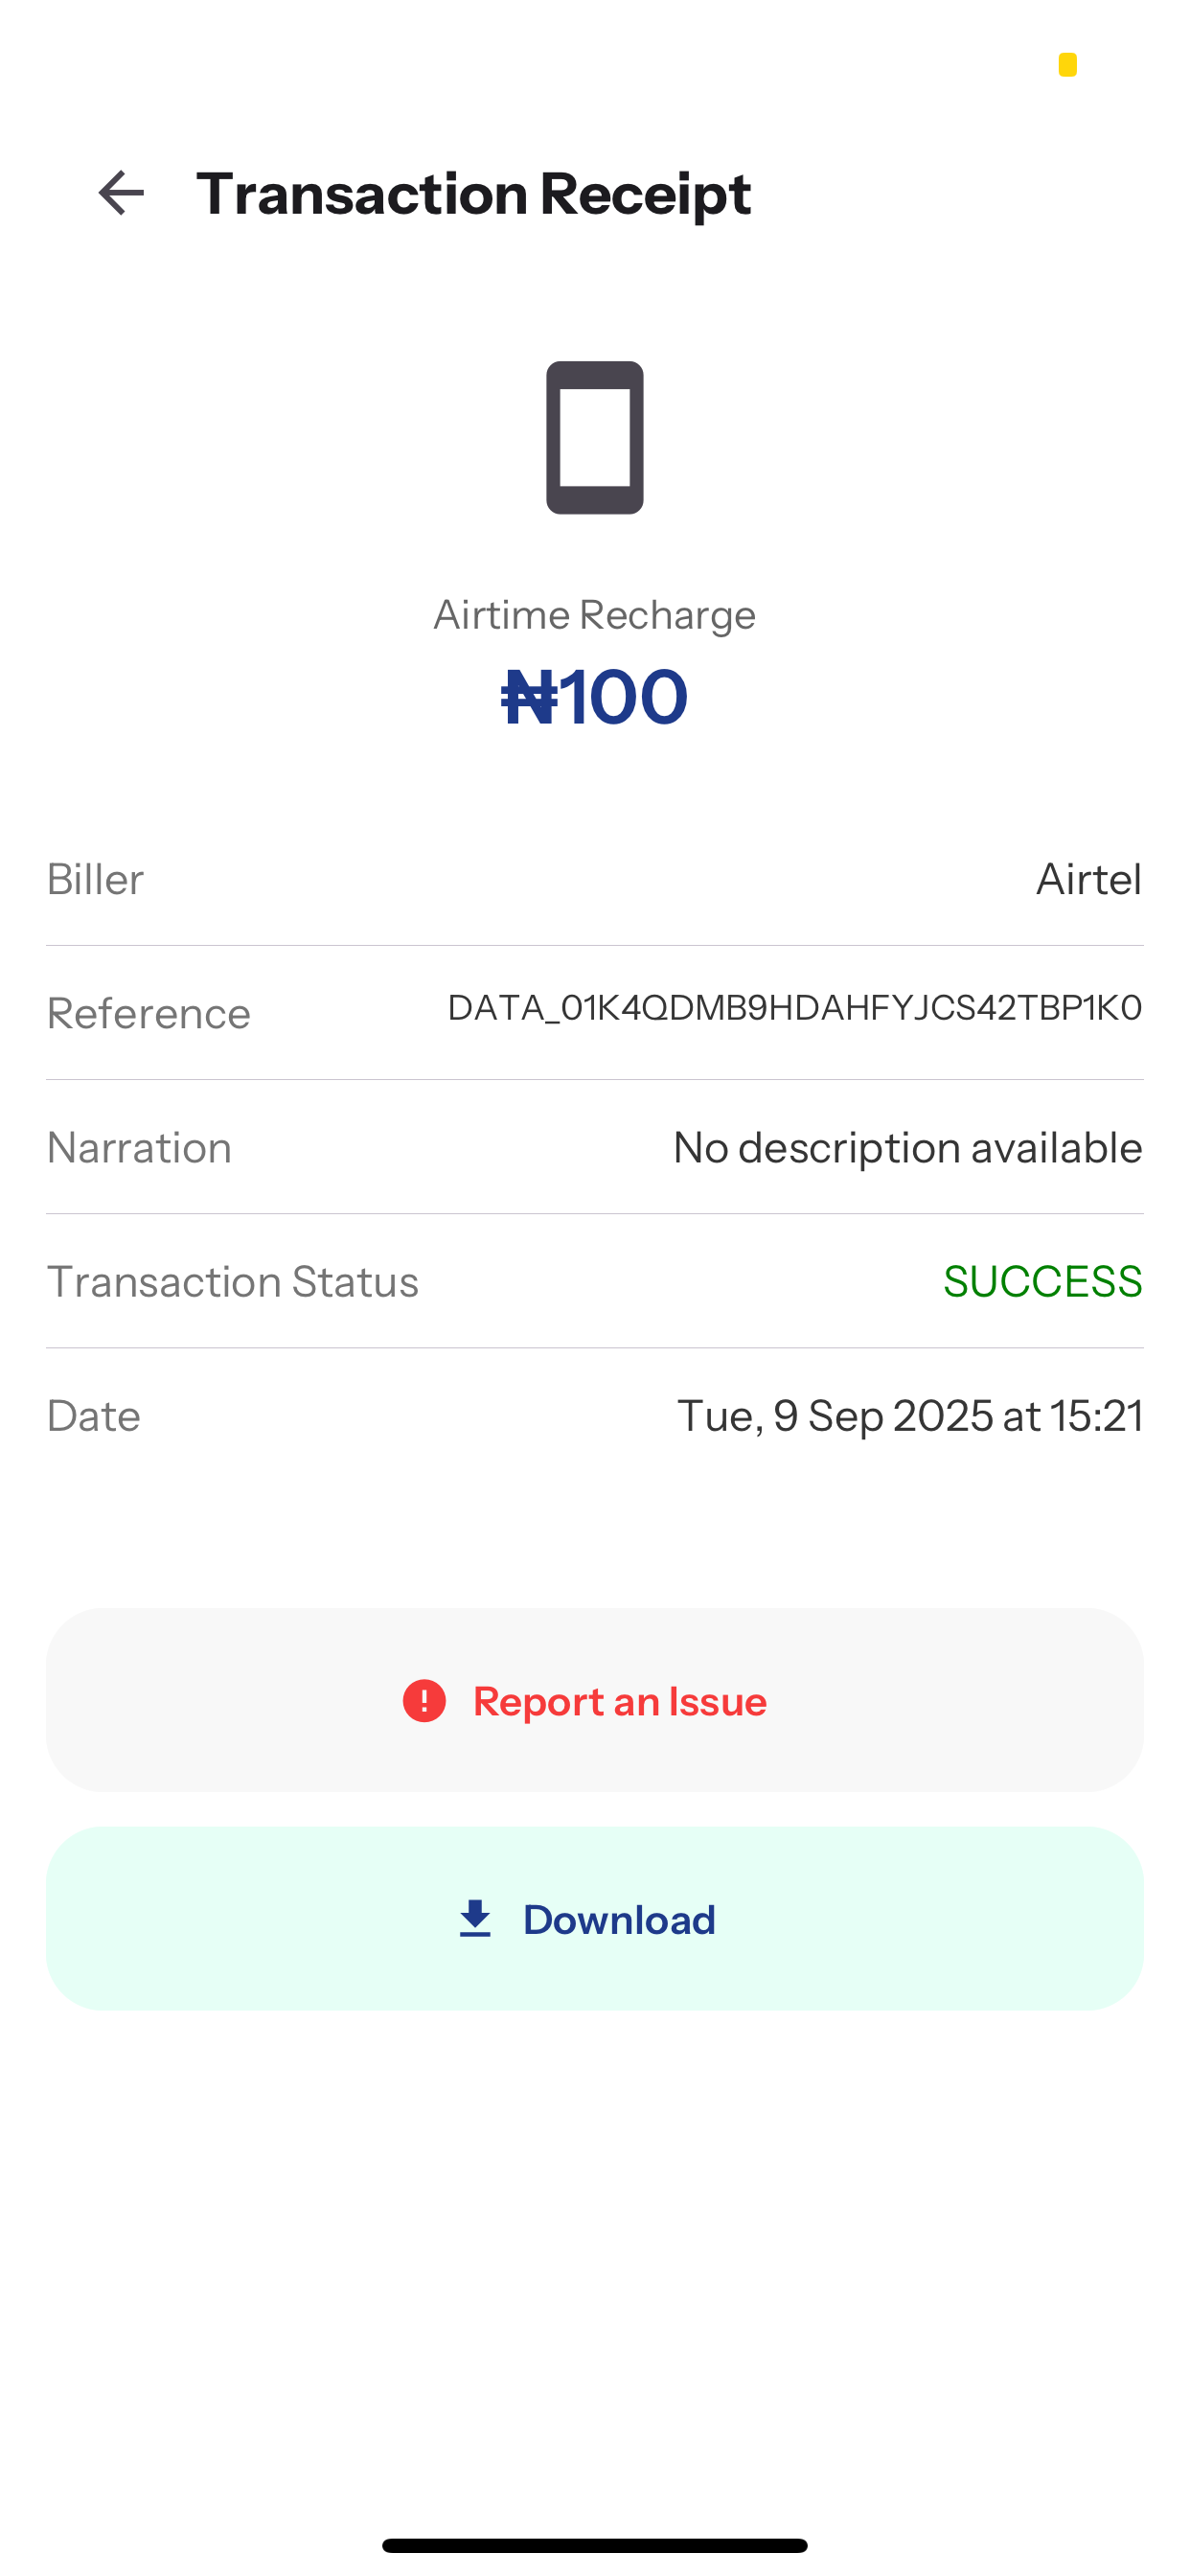 Transaction Receipt
Airtime Recharge
₦100
Biller Airtel
Reference DATA_01K4QDMB9HDAHFYJCS42TBP1K0
Narration No description available
Transaction Status SUCCESS
Date Tue, 9 Sep 2025 at 15:21
Report an Issue
Download